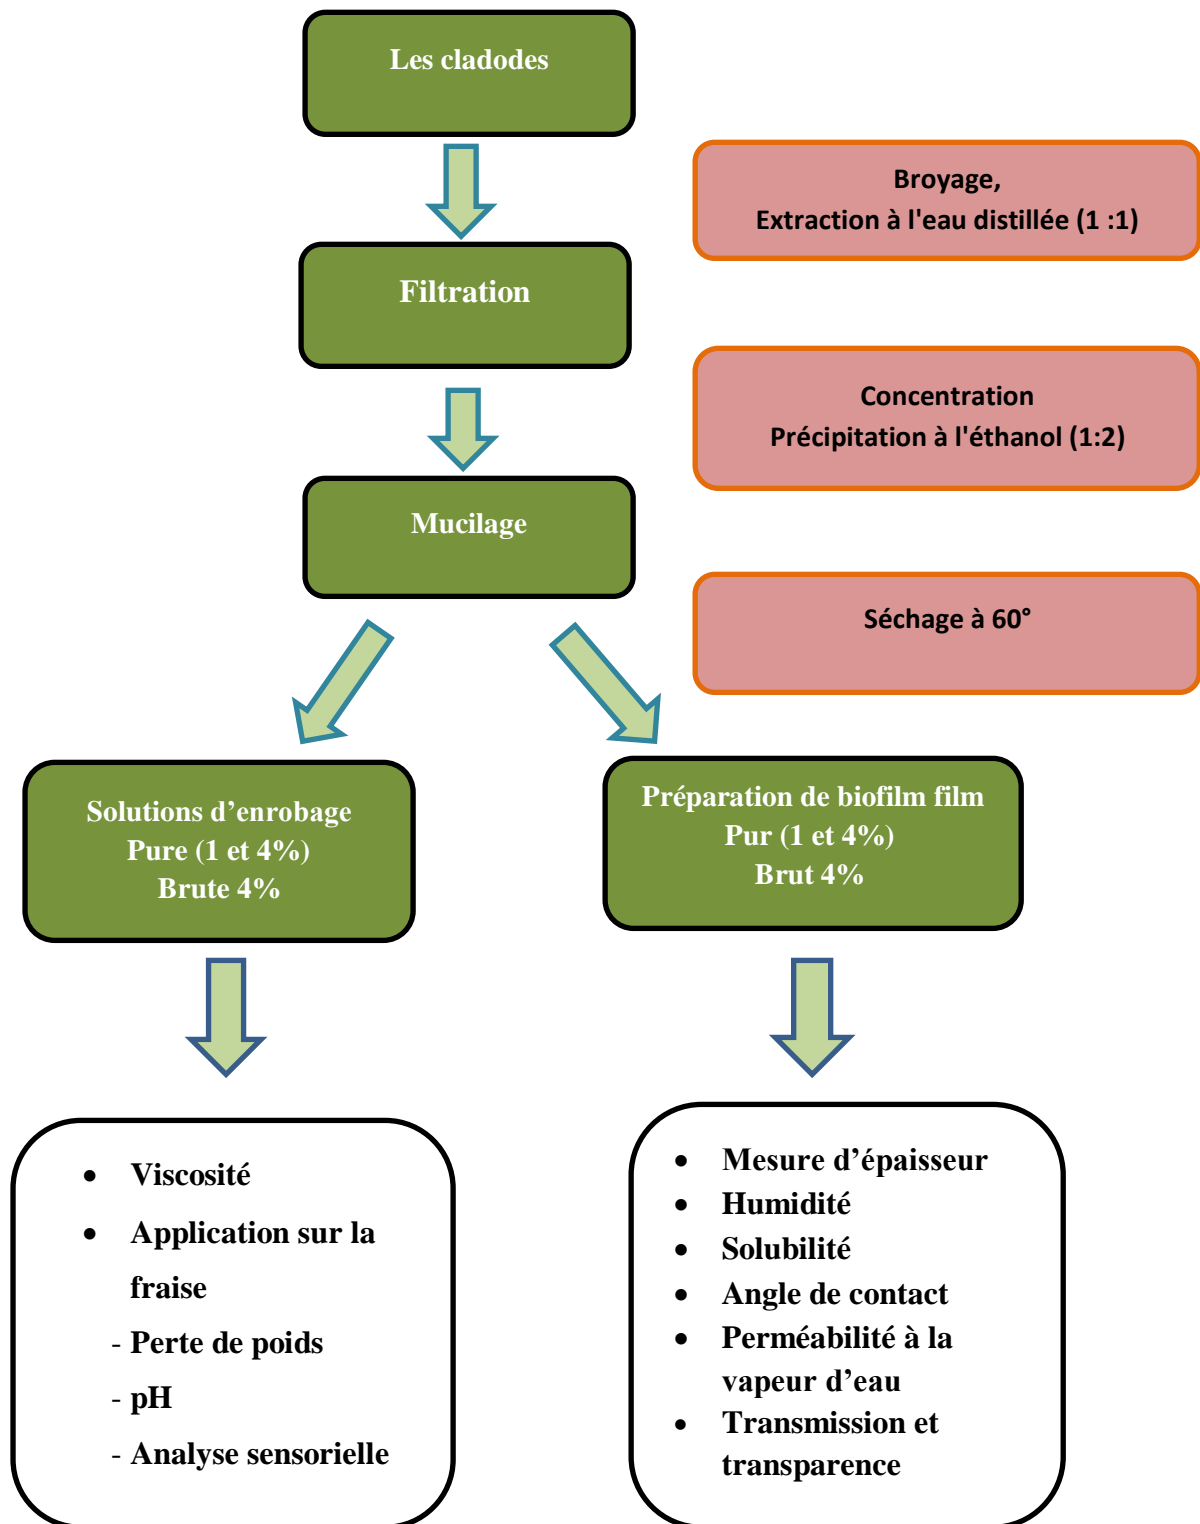 Les cladodes
Broyage,
Extraction à l'eau distillée (1 :1)
Filtration
Concentration
Précipitation à l'éthanol (1:2)
Mucilage
Séchage à 60°
Solutions d’enrobage
Pure (1 et 4%)
Brute 4%
Préparation de biofilm film
Pur (1 et 4%)
Brut 4%
• Viscosité
• Application sur la
fraise
- Perte de poids
- pH
- Analyse sensorielle
• Mesure d’épaisseur
• Humidité
• Solubilité
• Angle de contact
• Perméabilité à la
vapeur d’eau
• Transmission et
transparence